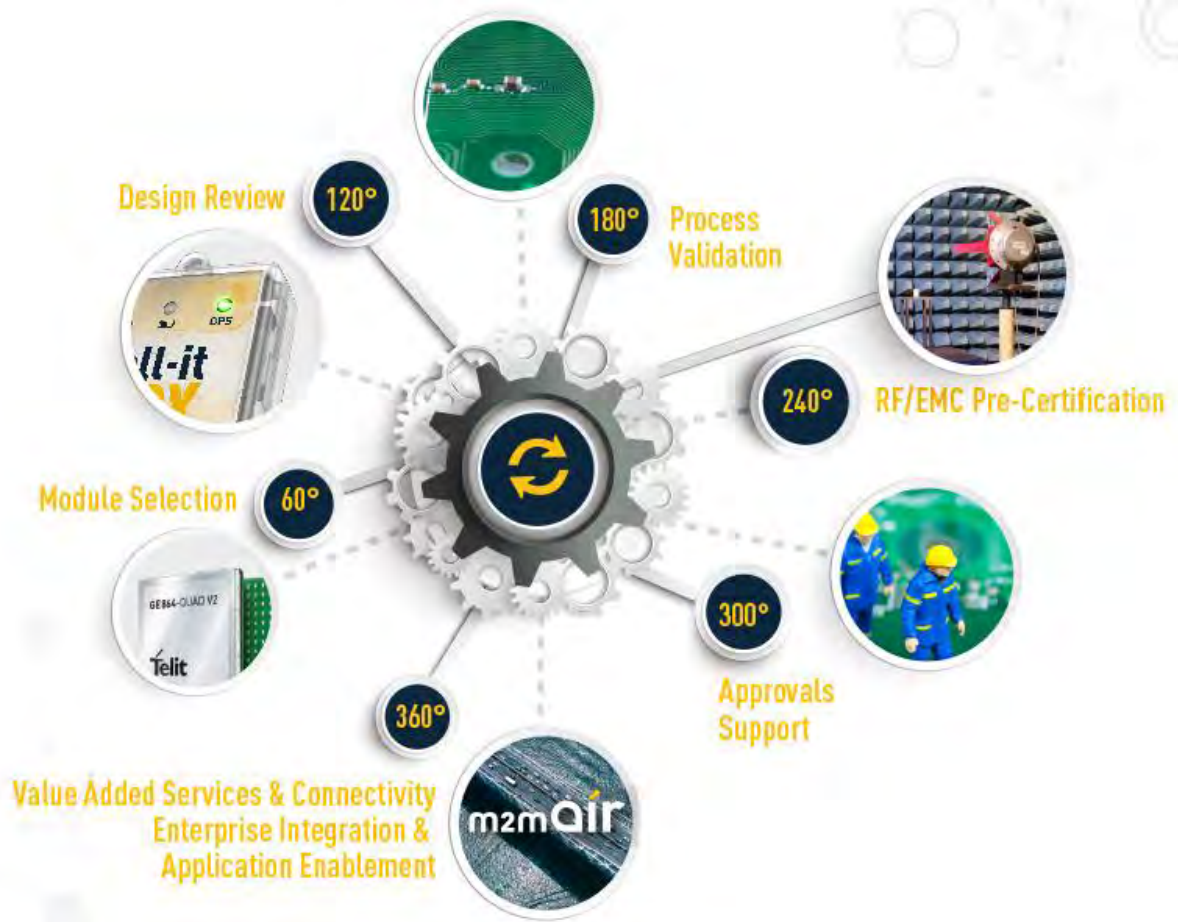 Design Review
120°
180°
Process
Validation
GPS
ll-it
240°
RF/EMC Pre-Certification
Module Selection
60°
GE864-QUAD V2
Telit
300°
Approvals
Support
360°
Value Added Services & Connectivity
Enterprise Integration &
Application Enablement
m2mair